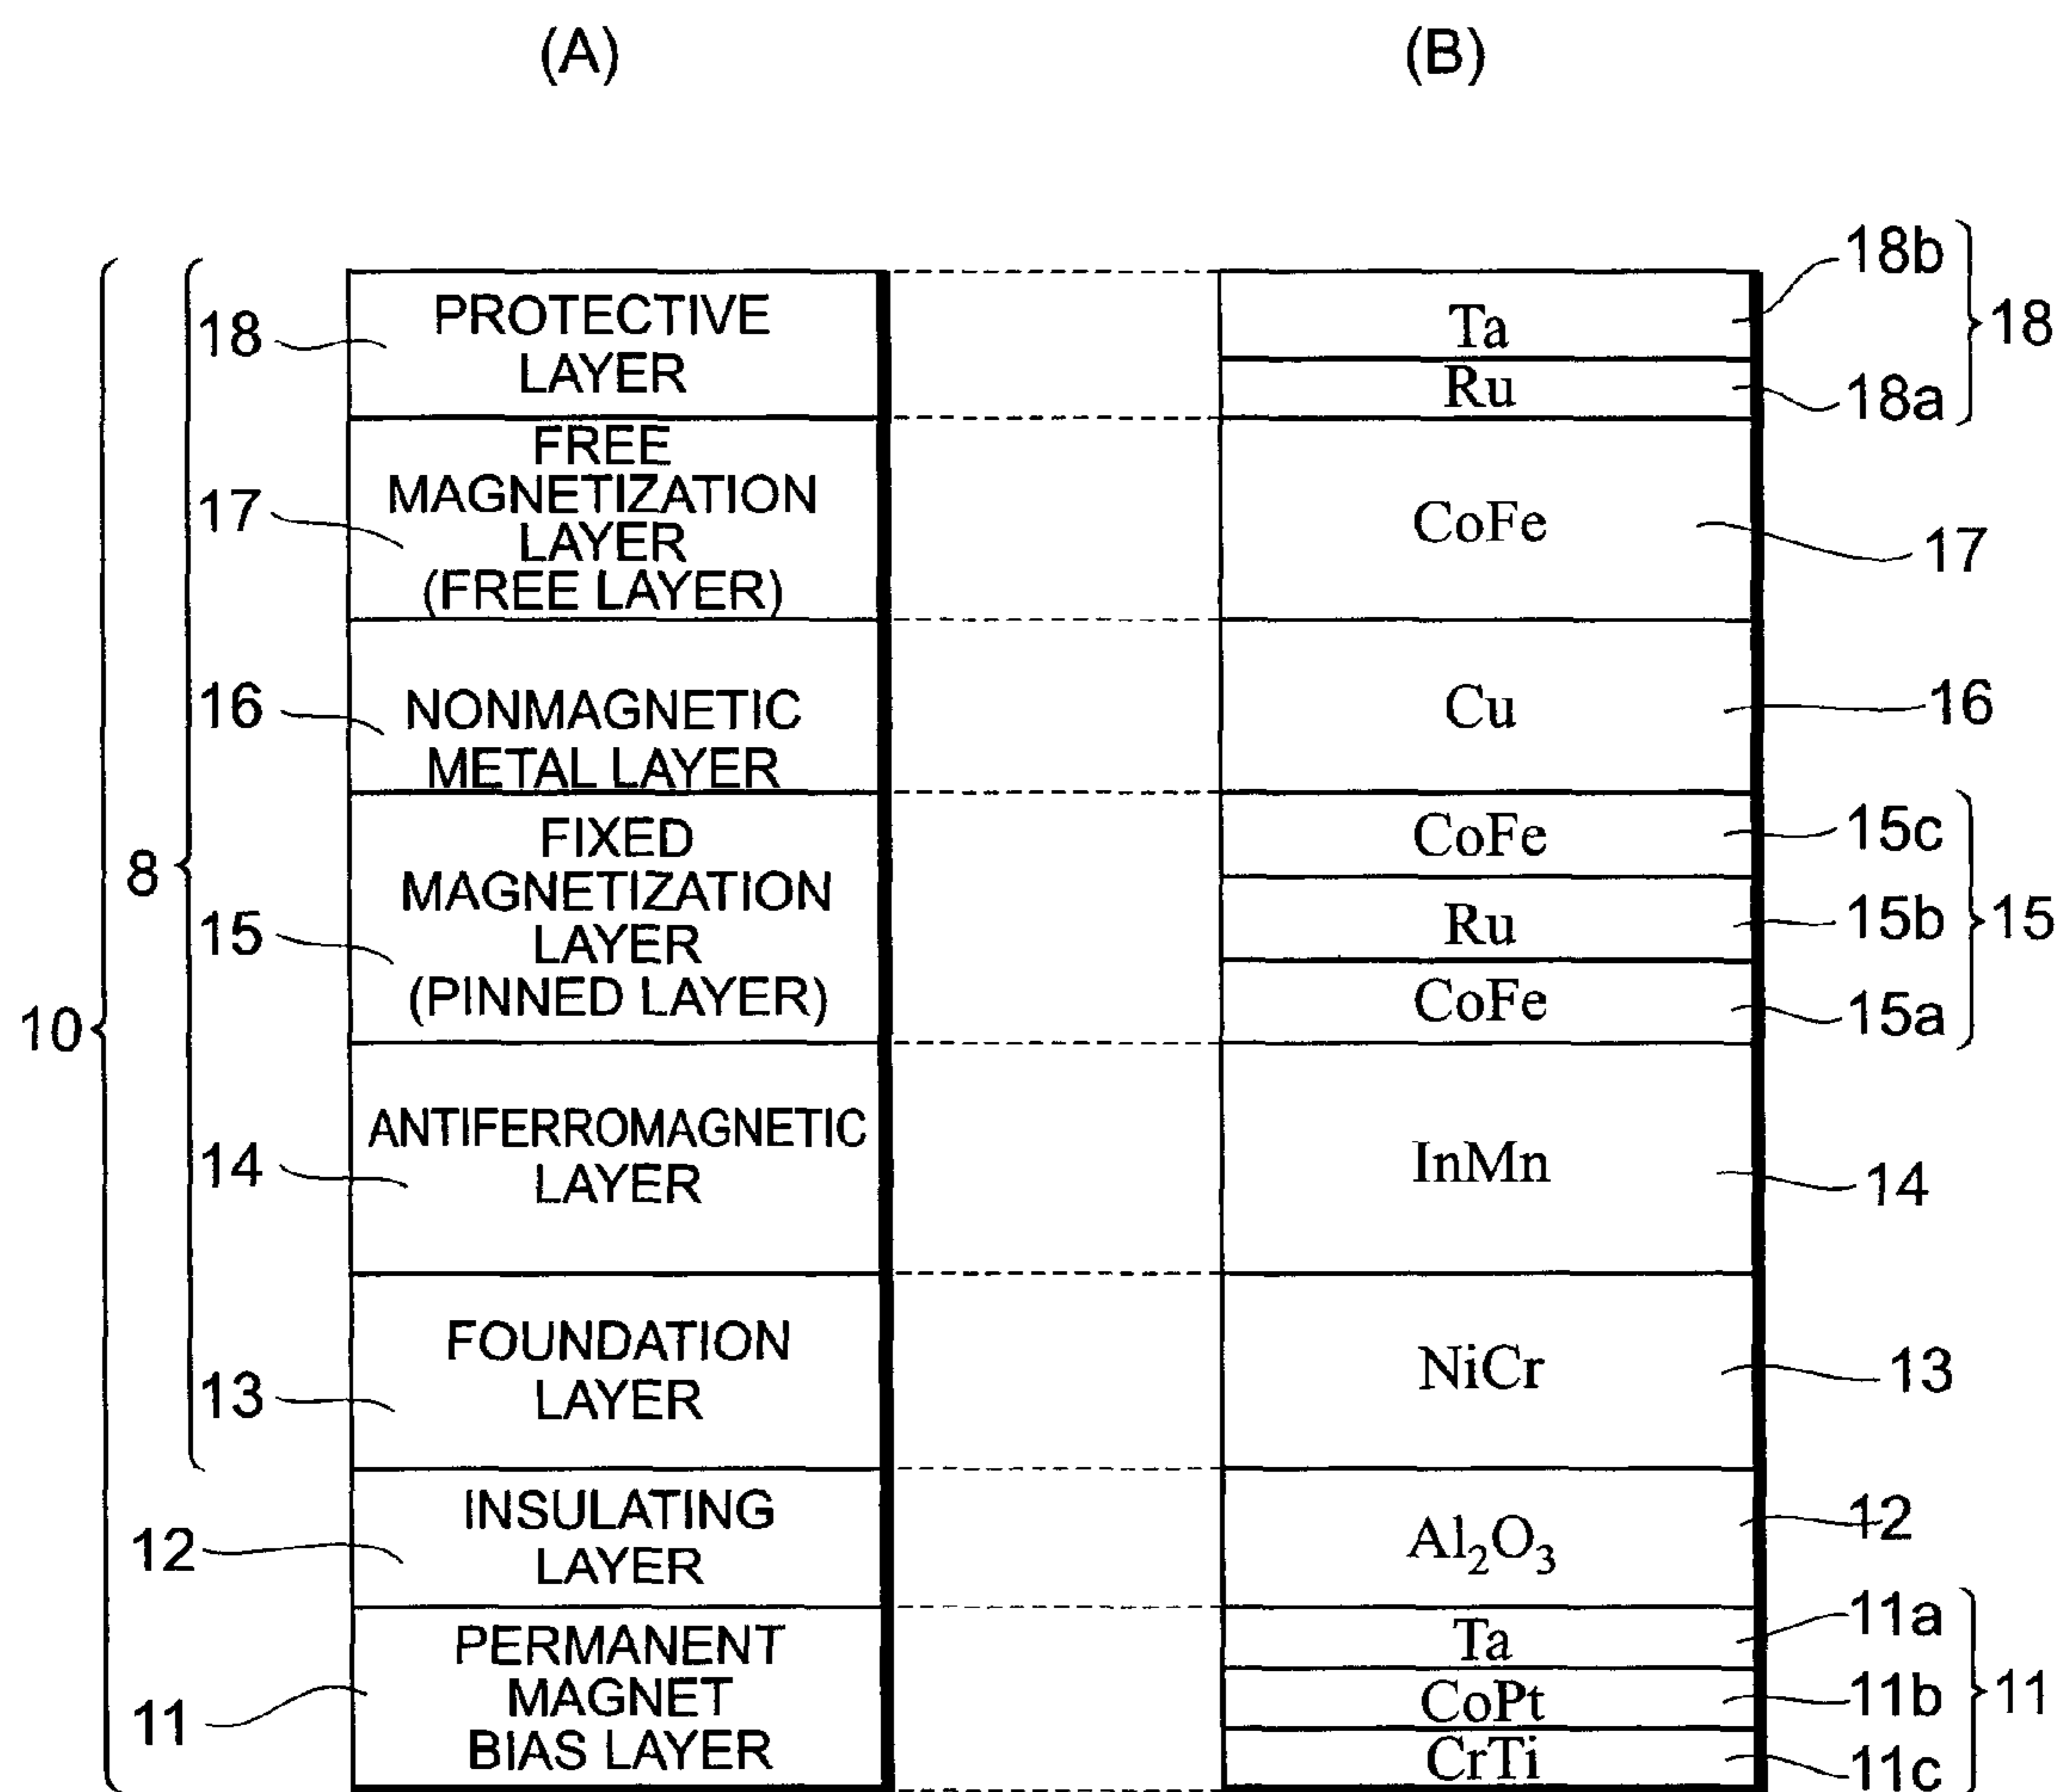 (A)
(B)
10
8
18
PROTECTIVE
LAYER
17
FREE
MAGNETIZATION
LAYER
(FREE LAYER)
16
NONMAGNETIC
METAL LAYER
15
FIXED
MAGNETIZATION
LAYER
(PINNED LAYER)
14
ANTIFERROMAGNETIC
LAYER
13
FOUNDATION
LAYER
12
INSULATING
LAYER
11
PERMANENT
MAGNET
BIAS LAYER
Ta
18b
Ru
18a
18
CoFe
17
Cu
16
CoFe
15c
Ru
15b
15
CoFe
15a
InMn
14
NiCr
13
Al₂O₃
12
Ta
11a
CoPt
11b
11
CrTi
11c